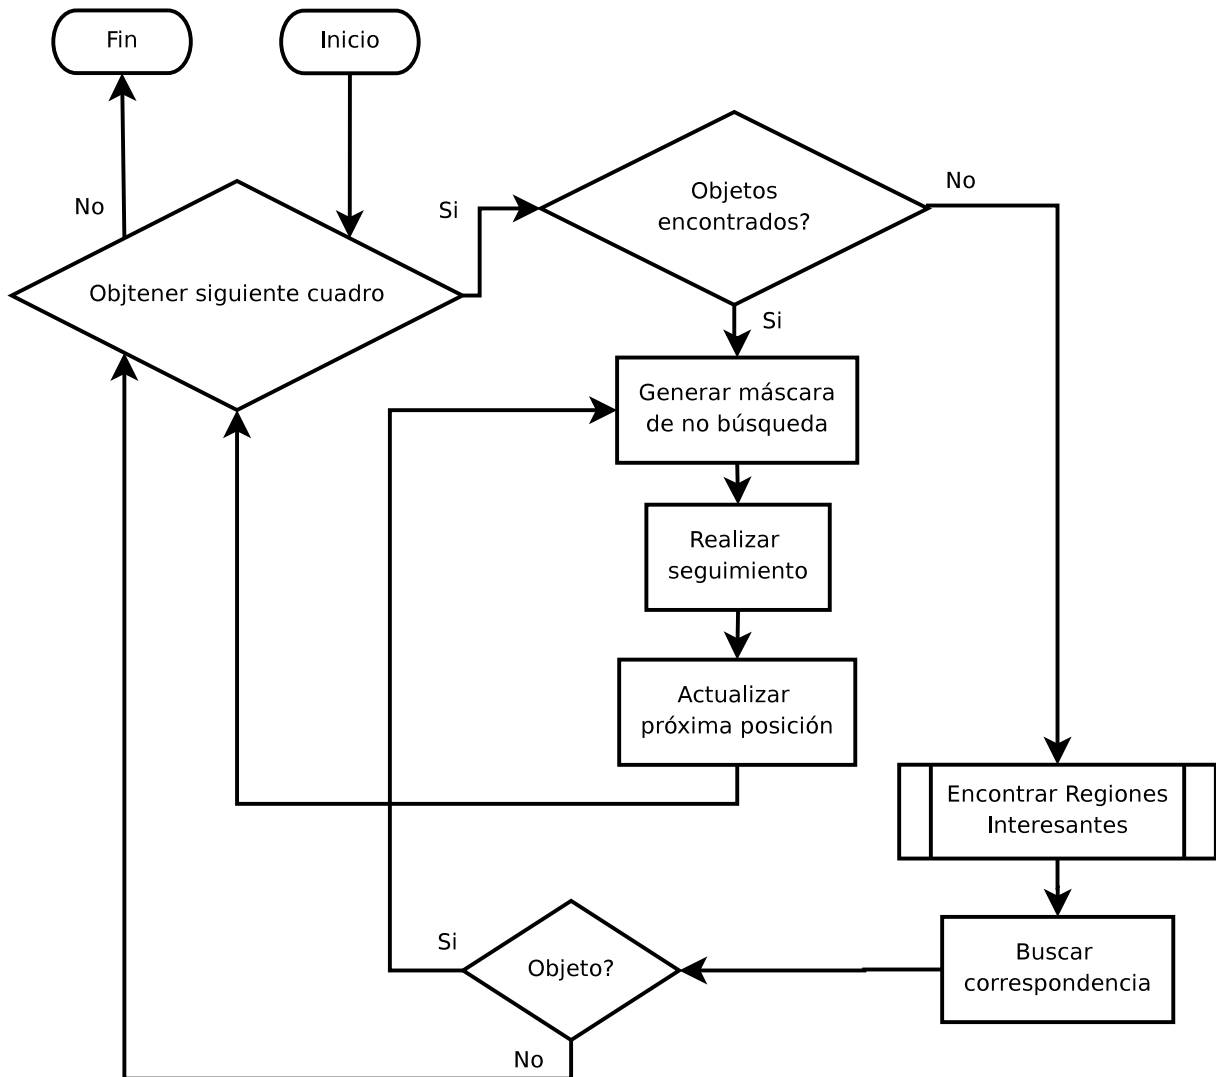 Fin
Inicio
No
Si
Objetos
encontrados?
No
Objtener siguiente cuadro
Si
Generar máscara
de no búsqueda
Realizar
seguimiento
Actualizar
próxima posición
Encontrar Regiones
Interesantes
Si
Objeto?
Buscar
correspondencia
No